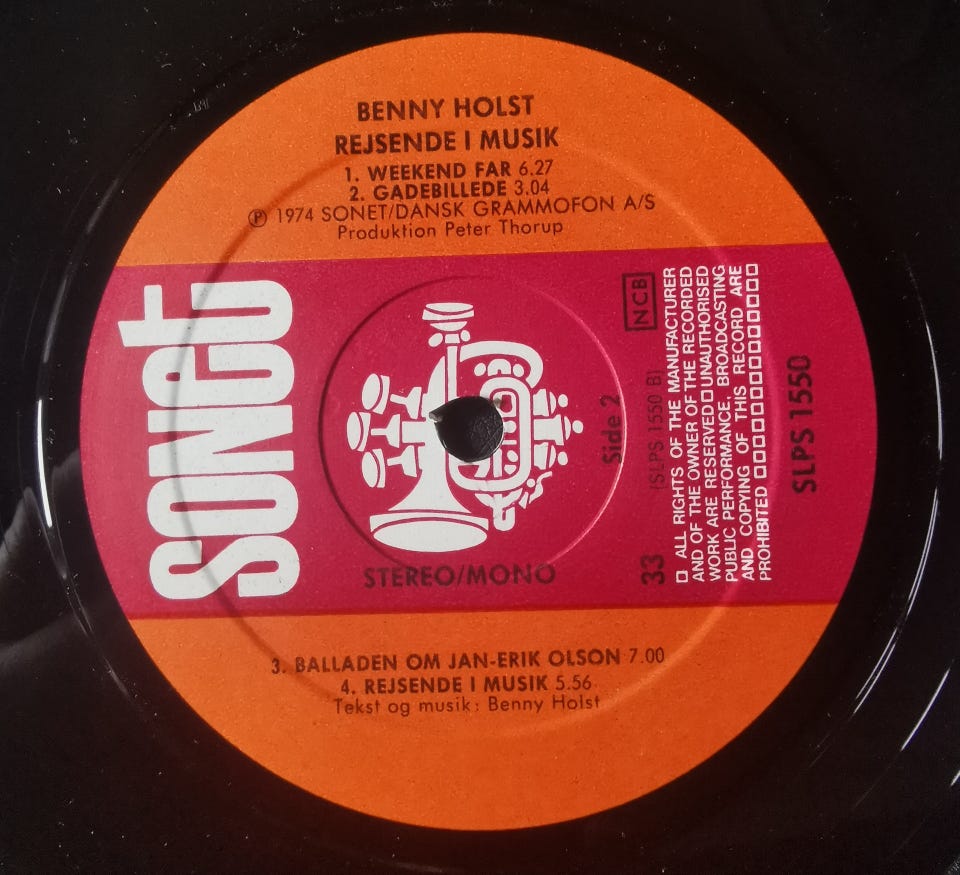 BENNY HOLST
REJSENDE I MUSIK
1. WEEKEND FAR 6.27
2. GADEBILLEDE 3.04
℗ 1974 SONET/DANSK GRAMMOFON A/S
Produktion Peter Thorup
SONET
STEREO/MONO
Side 2
NCB
(SLPS 1550 B)
33
□ ALL RIGHTS OF THE MANUFACTURER
AND OF THE OWNER OF THE RECORDED
WORK ARE RESERVED □ UNAUTHORISED
PUBLIC PERFORMANCE, BROADCASTING
AND COPYING OF THIS RECORD ARE
PROHIBITED
SLPS 1550
3. BALLADEN OM JAN-ERIK OLSON 7.00
4. REJSENDE I MUSIK 5.56
Tekst og musik: Benny Holst